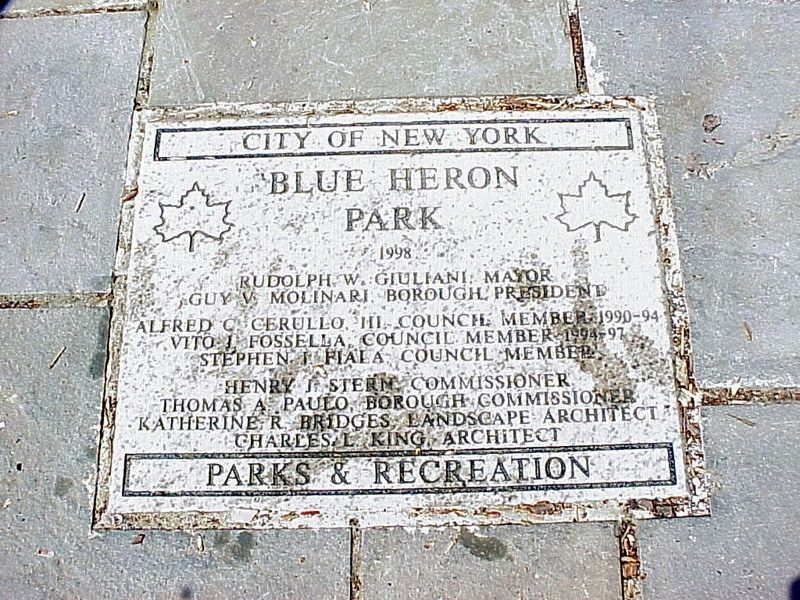 CITY OF NEW YORK
BLUE HERON
PARK
1998
RUDOLPH W. GIULIANI, MAYOR
GUY V. MOLINARI, BOROUGH PRESIDENT
ALFRED C. CERULLO, III, COUNCIL MEMBER 1990-94
VITO J. FOSSELLA, COUNCIL MEMBER 1994-97
STEPHEN J. FIALA, COUNCIL MEMBER
HENRY J. STERN, COMMISSIONER
THOMAS A. PAULO, BOROUGH COMMISSIONER
KATHERINE R. BRIDGES, LANDSCAPE ARCHITECT
CHARLES L. KING, ARCHITECT
PARKS & RECREATION